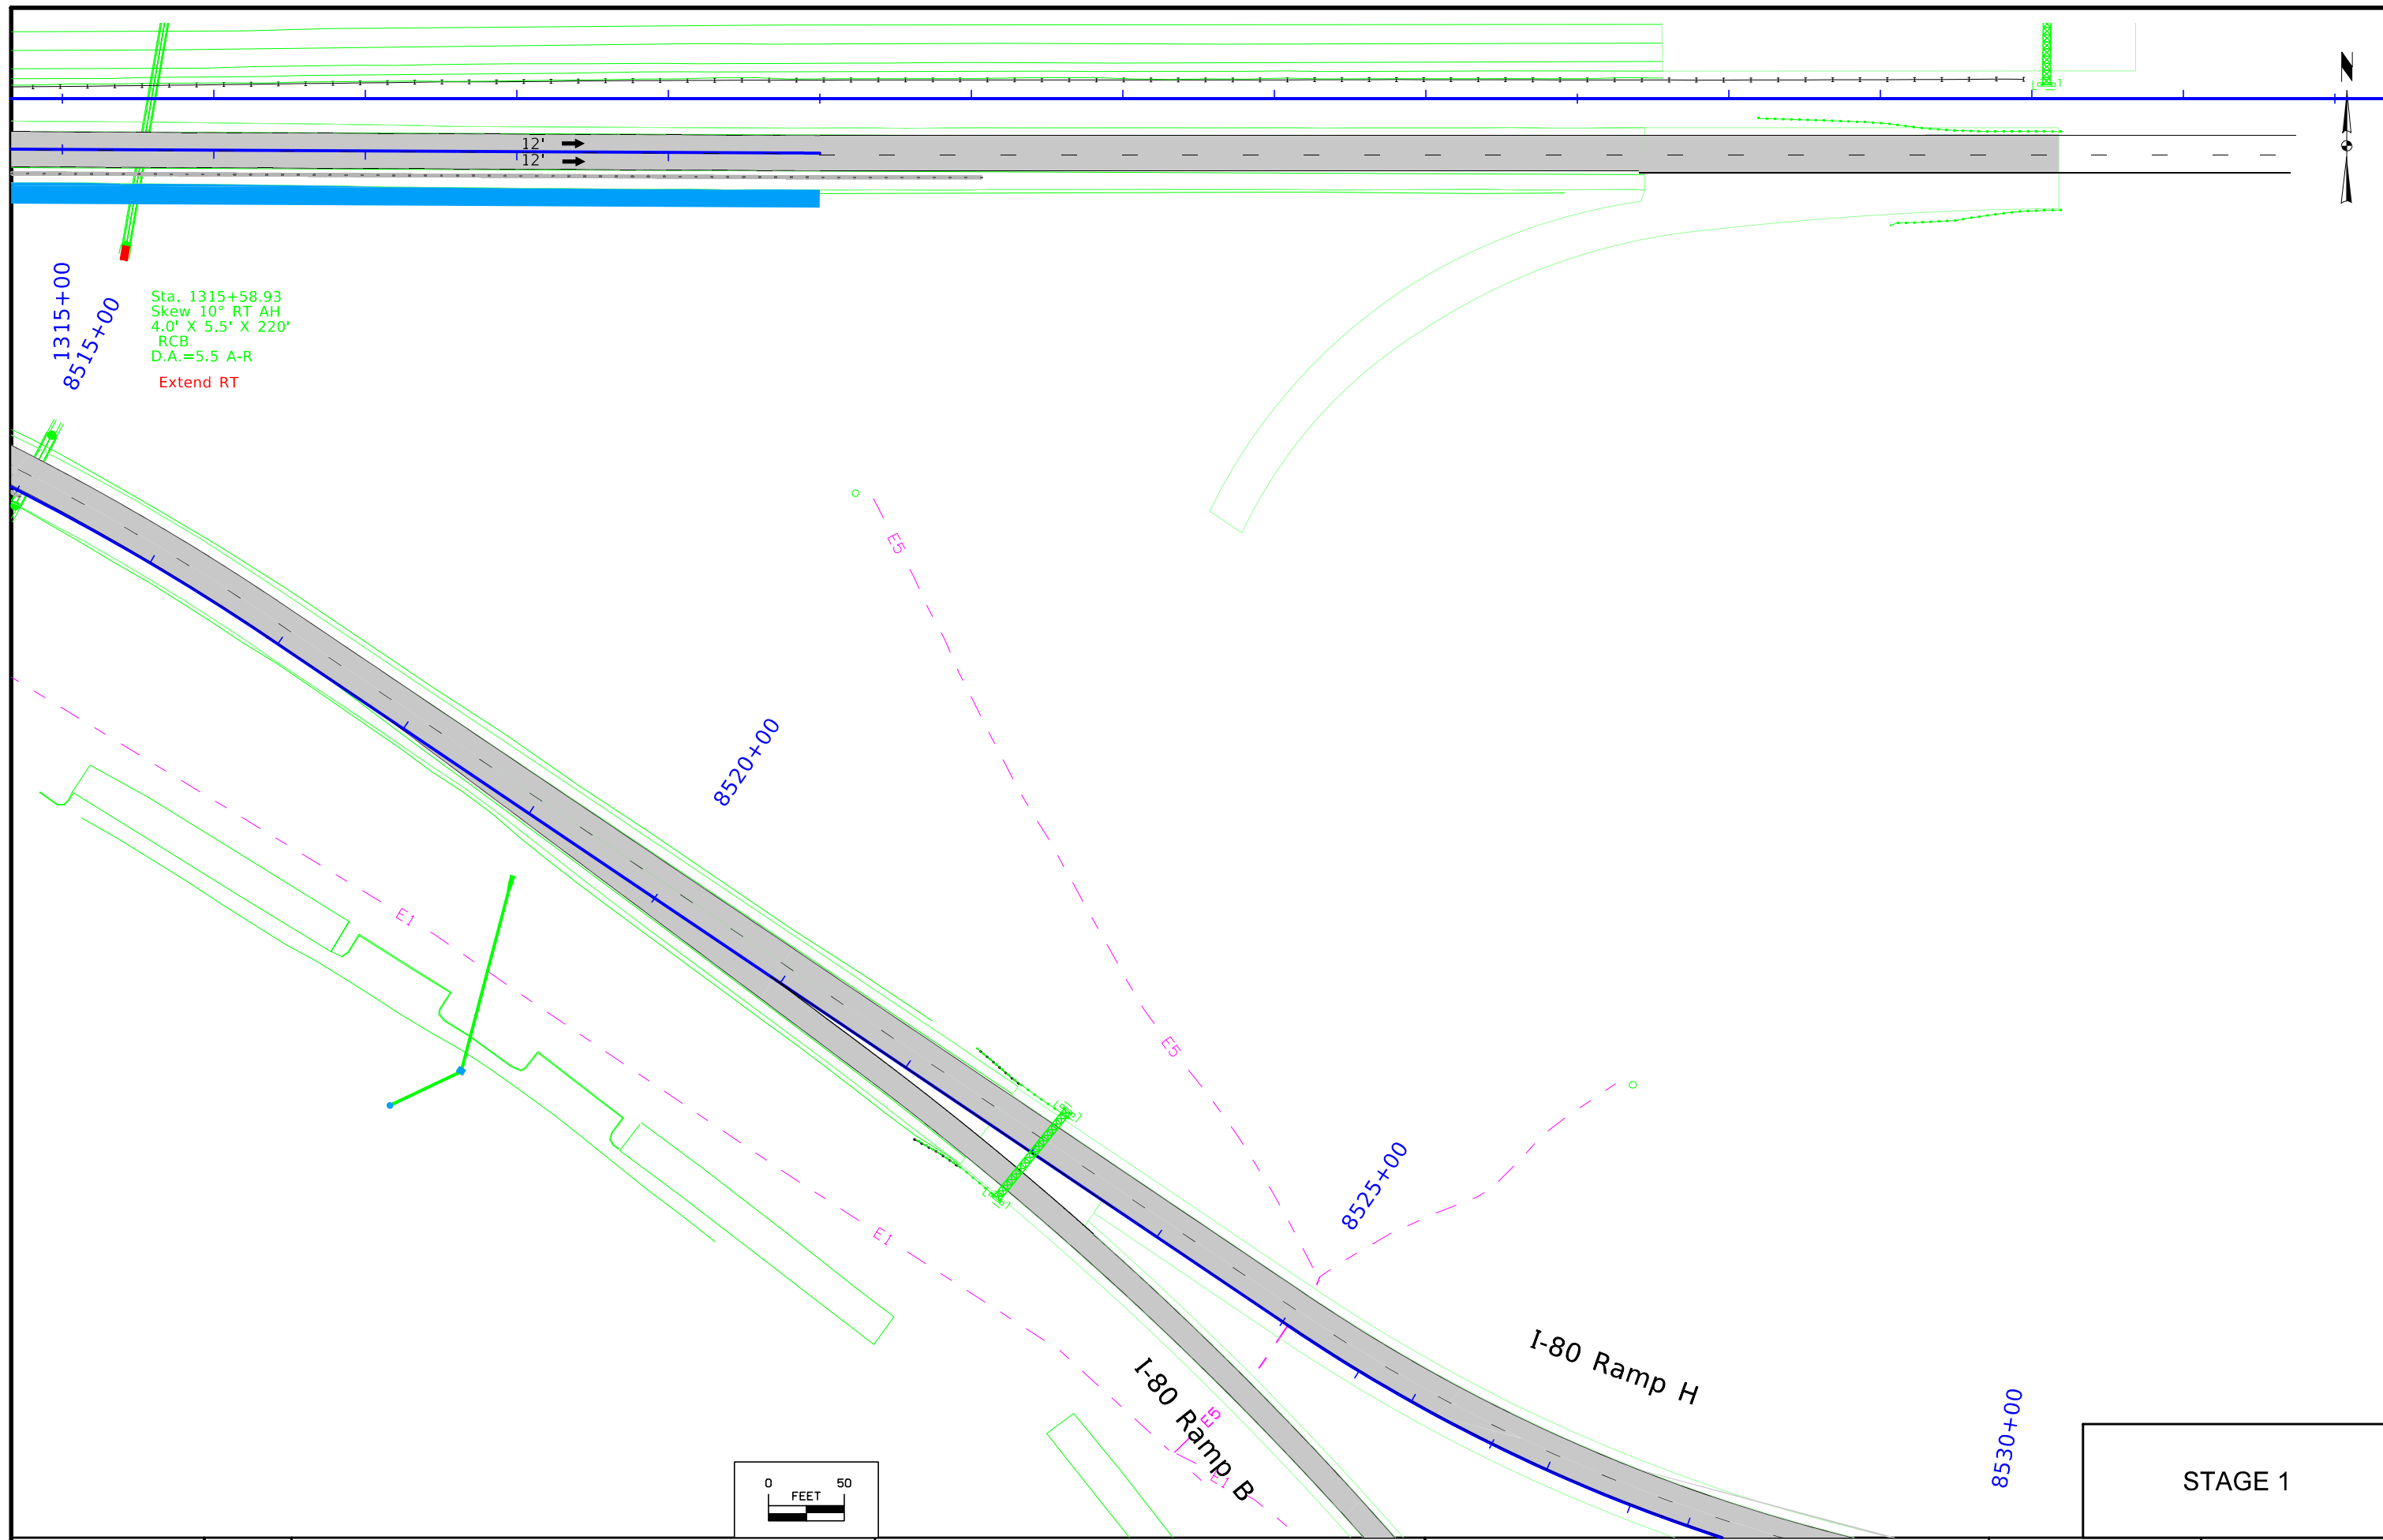 N
12'
12'
1315+00
8515+00
Sta. 1315+58.93
Skew 10° RT AH
4.0' X 5.5' X 220'
RCB
D.A.=5.5 A-R
Extend RT
E5
8520+00
E1
E5
8525+00
E1
I-80 Ramp H
I-80 Ramp B
E5
E1
8530+00
0 50
FEET
STAGE 1